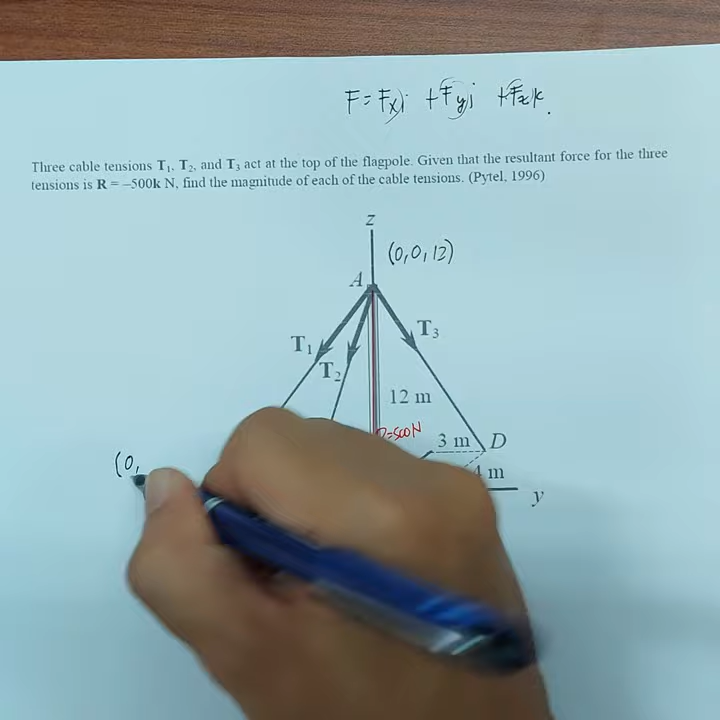 F=Fxi +Fyj +Fzk.
Three cable tensions T1, T2, and T3 act at the top of the flagpole. Given that the resultant force for the three
tensions is R = –500k N, find the magnitude of each of the cable tensions. (Pytel, 1996)
z
(0,0,12)
A
T3
T1
T2
12 m
=500N
3 m D
(0,
4 m
y